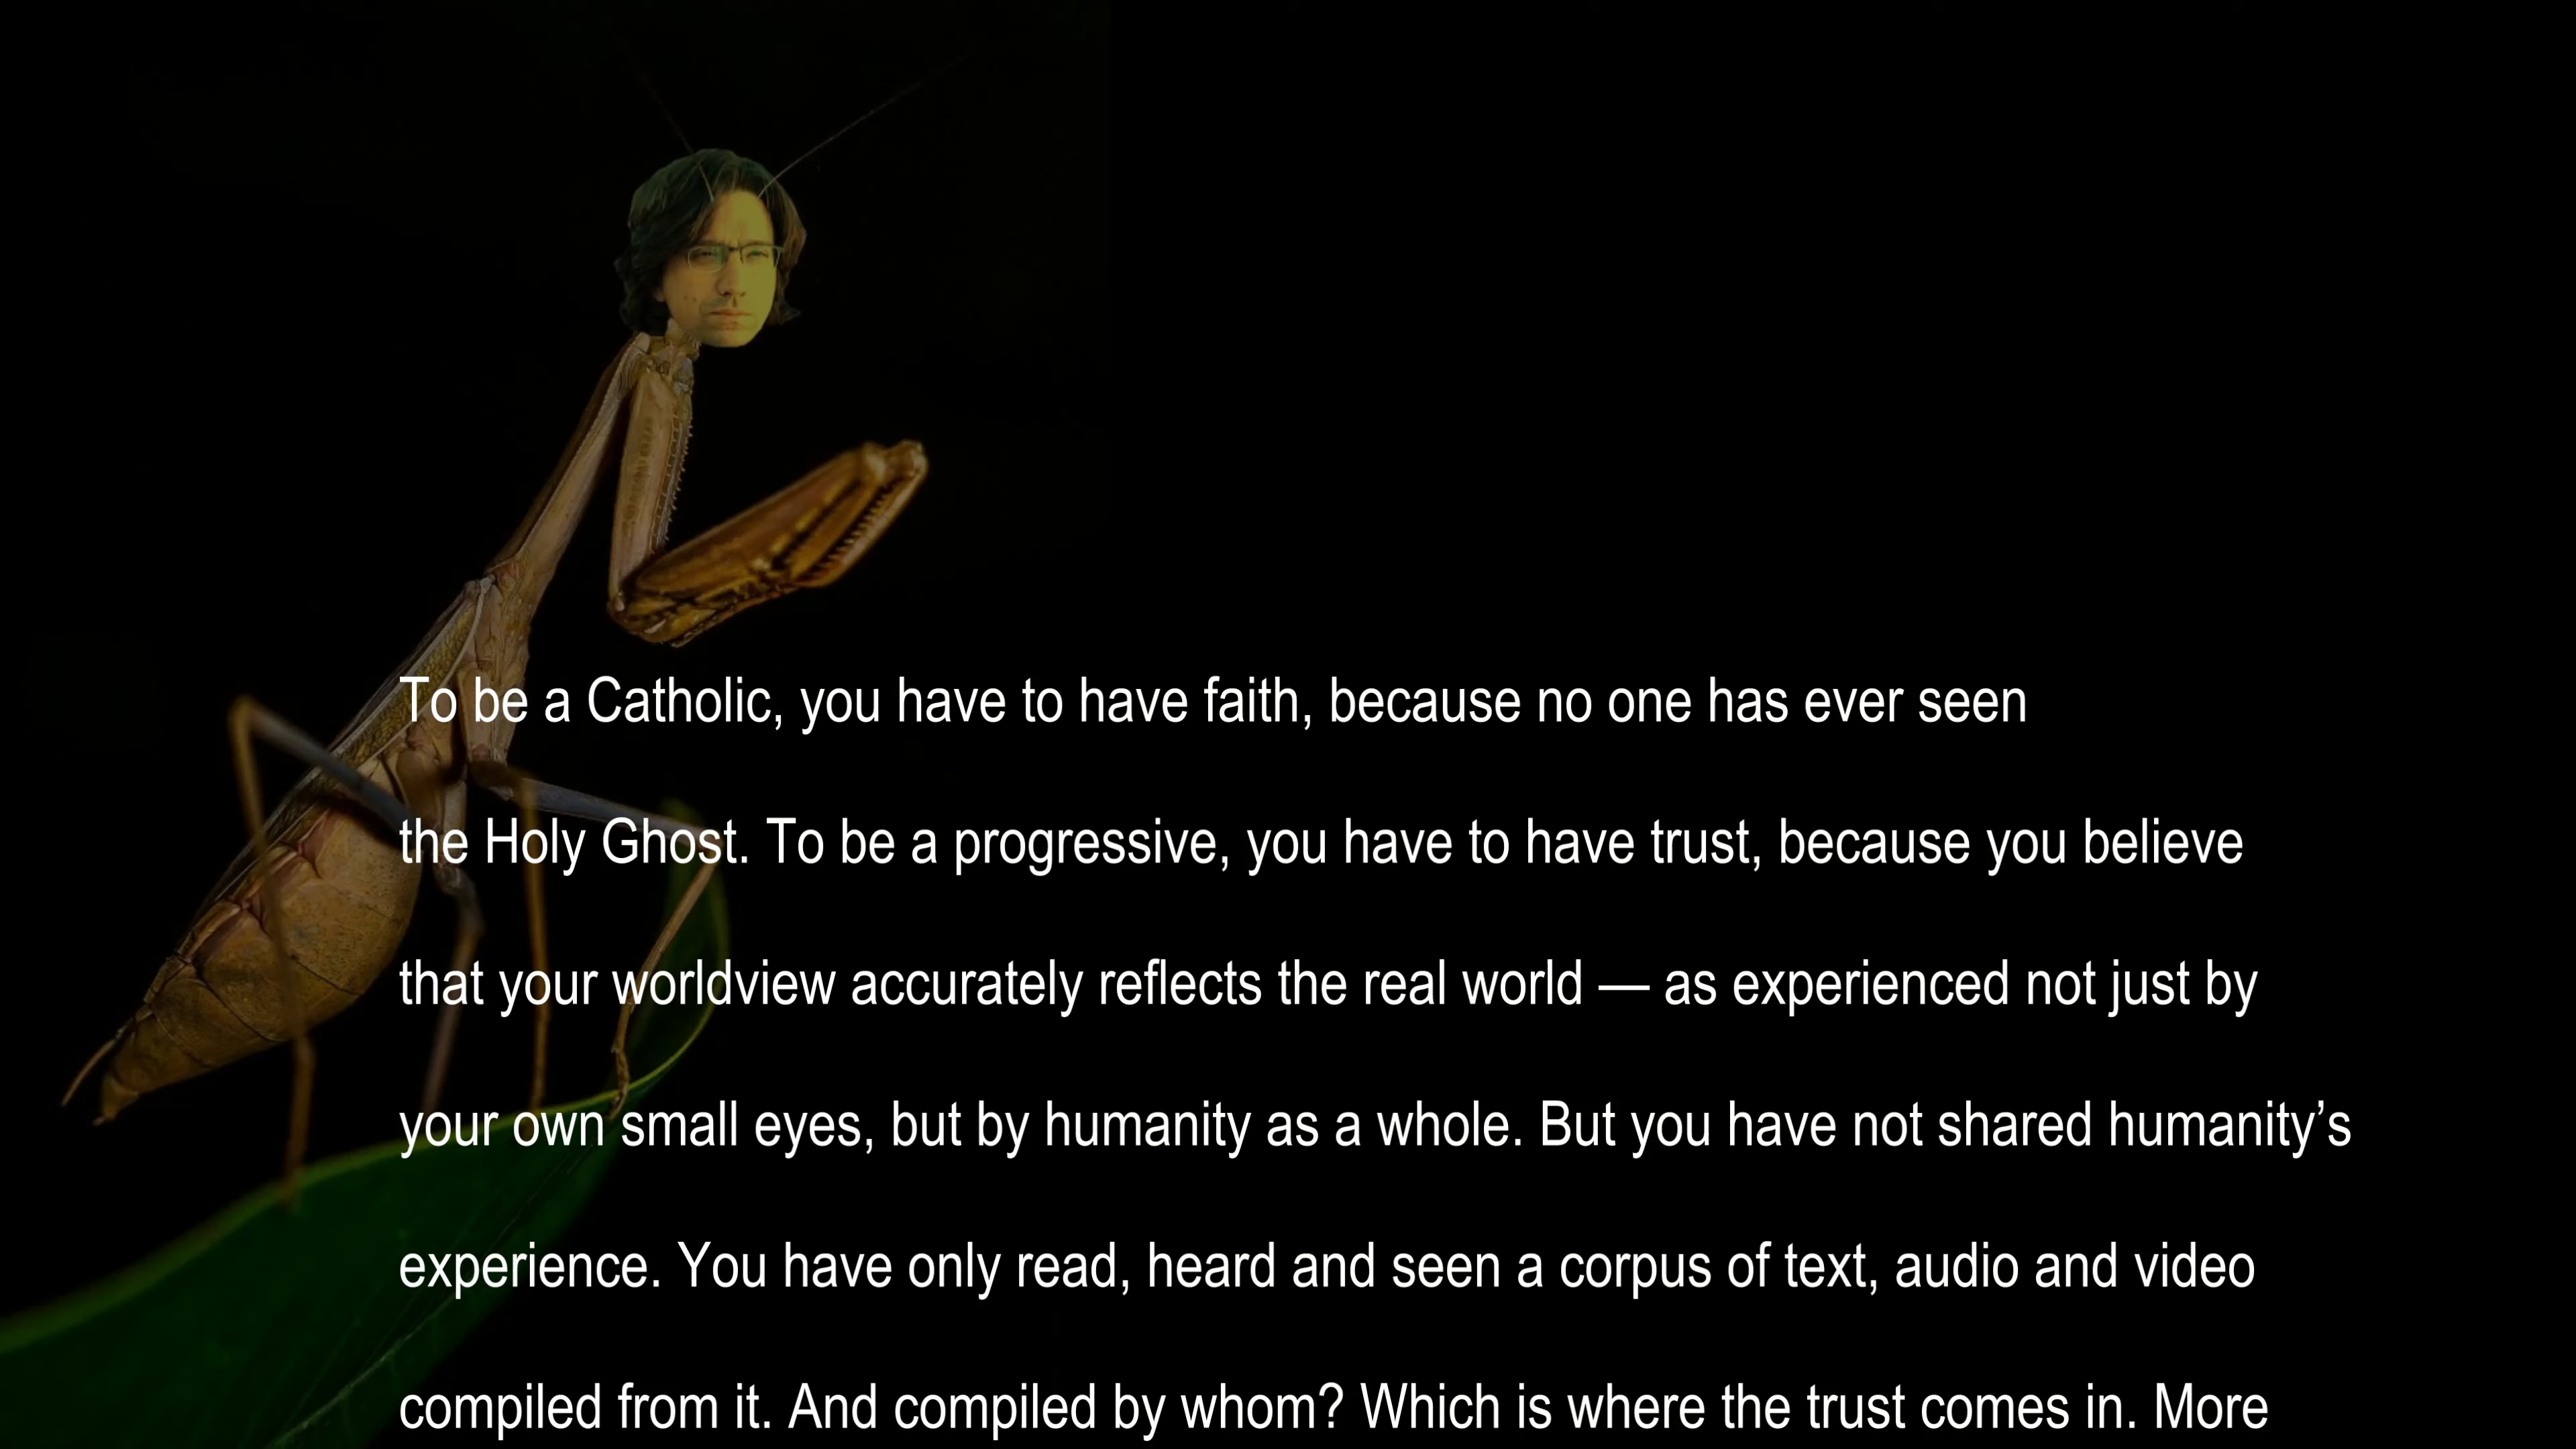 To be a Catholic, you have to have faith, because no one has ever seen
the Holy Ghost. To be a progressive, you have to have trust, because you believe
that your worldview accurately reflects the real world — as experienced not just by
your own small eyes, but by humanity as a whole. But you have not shared humanity’s
experience. You have only read, heard and seen a corpus of text, audio and video
compiled from it. And compiled by whom? Which is where the trust comes in. More